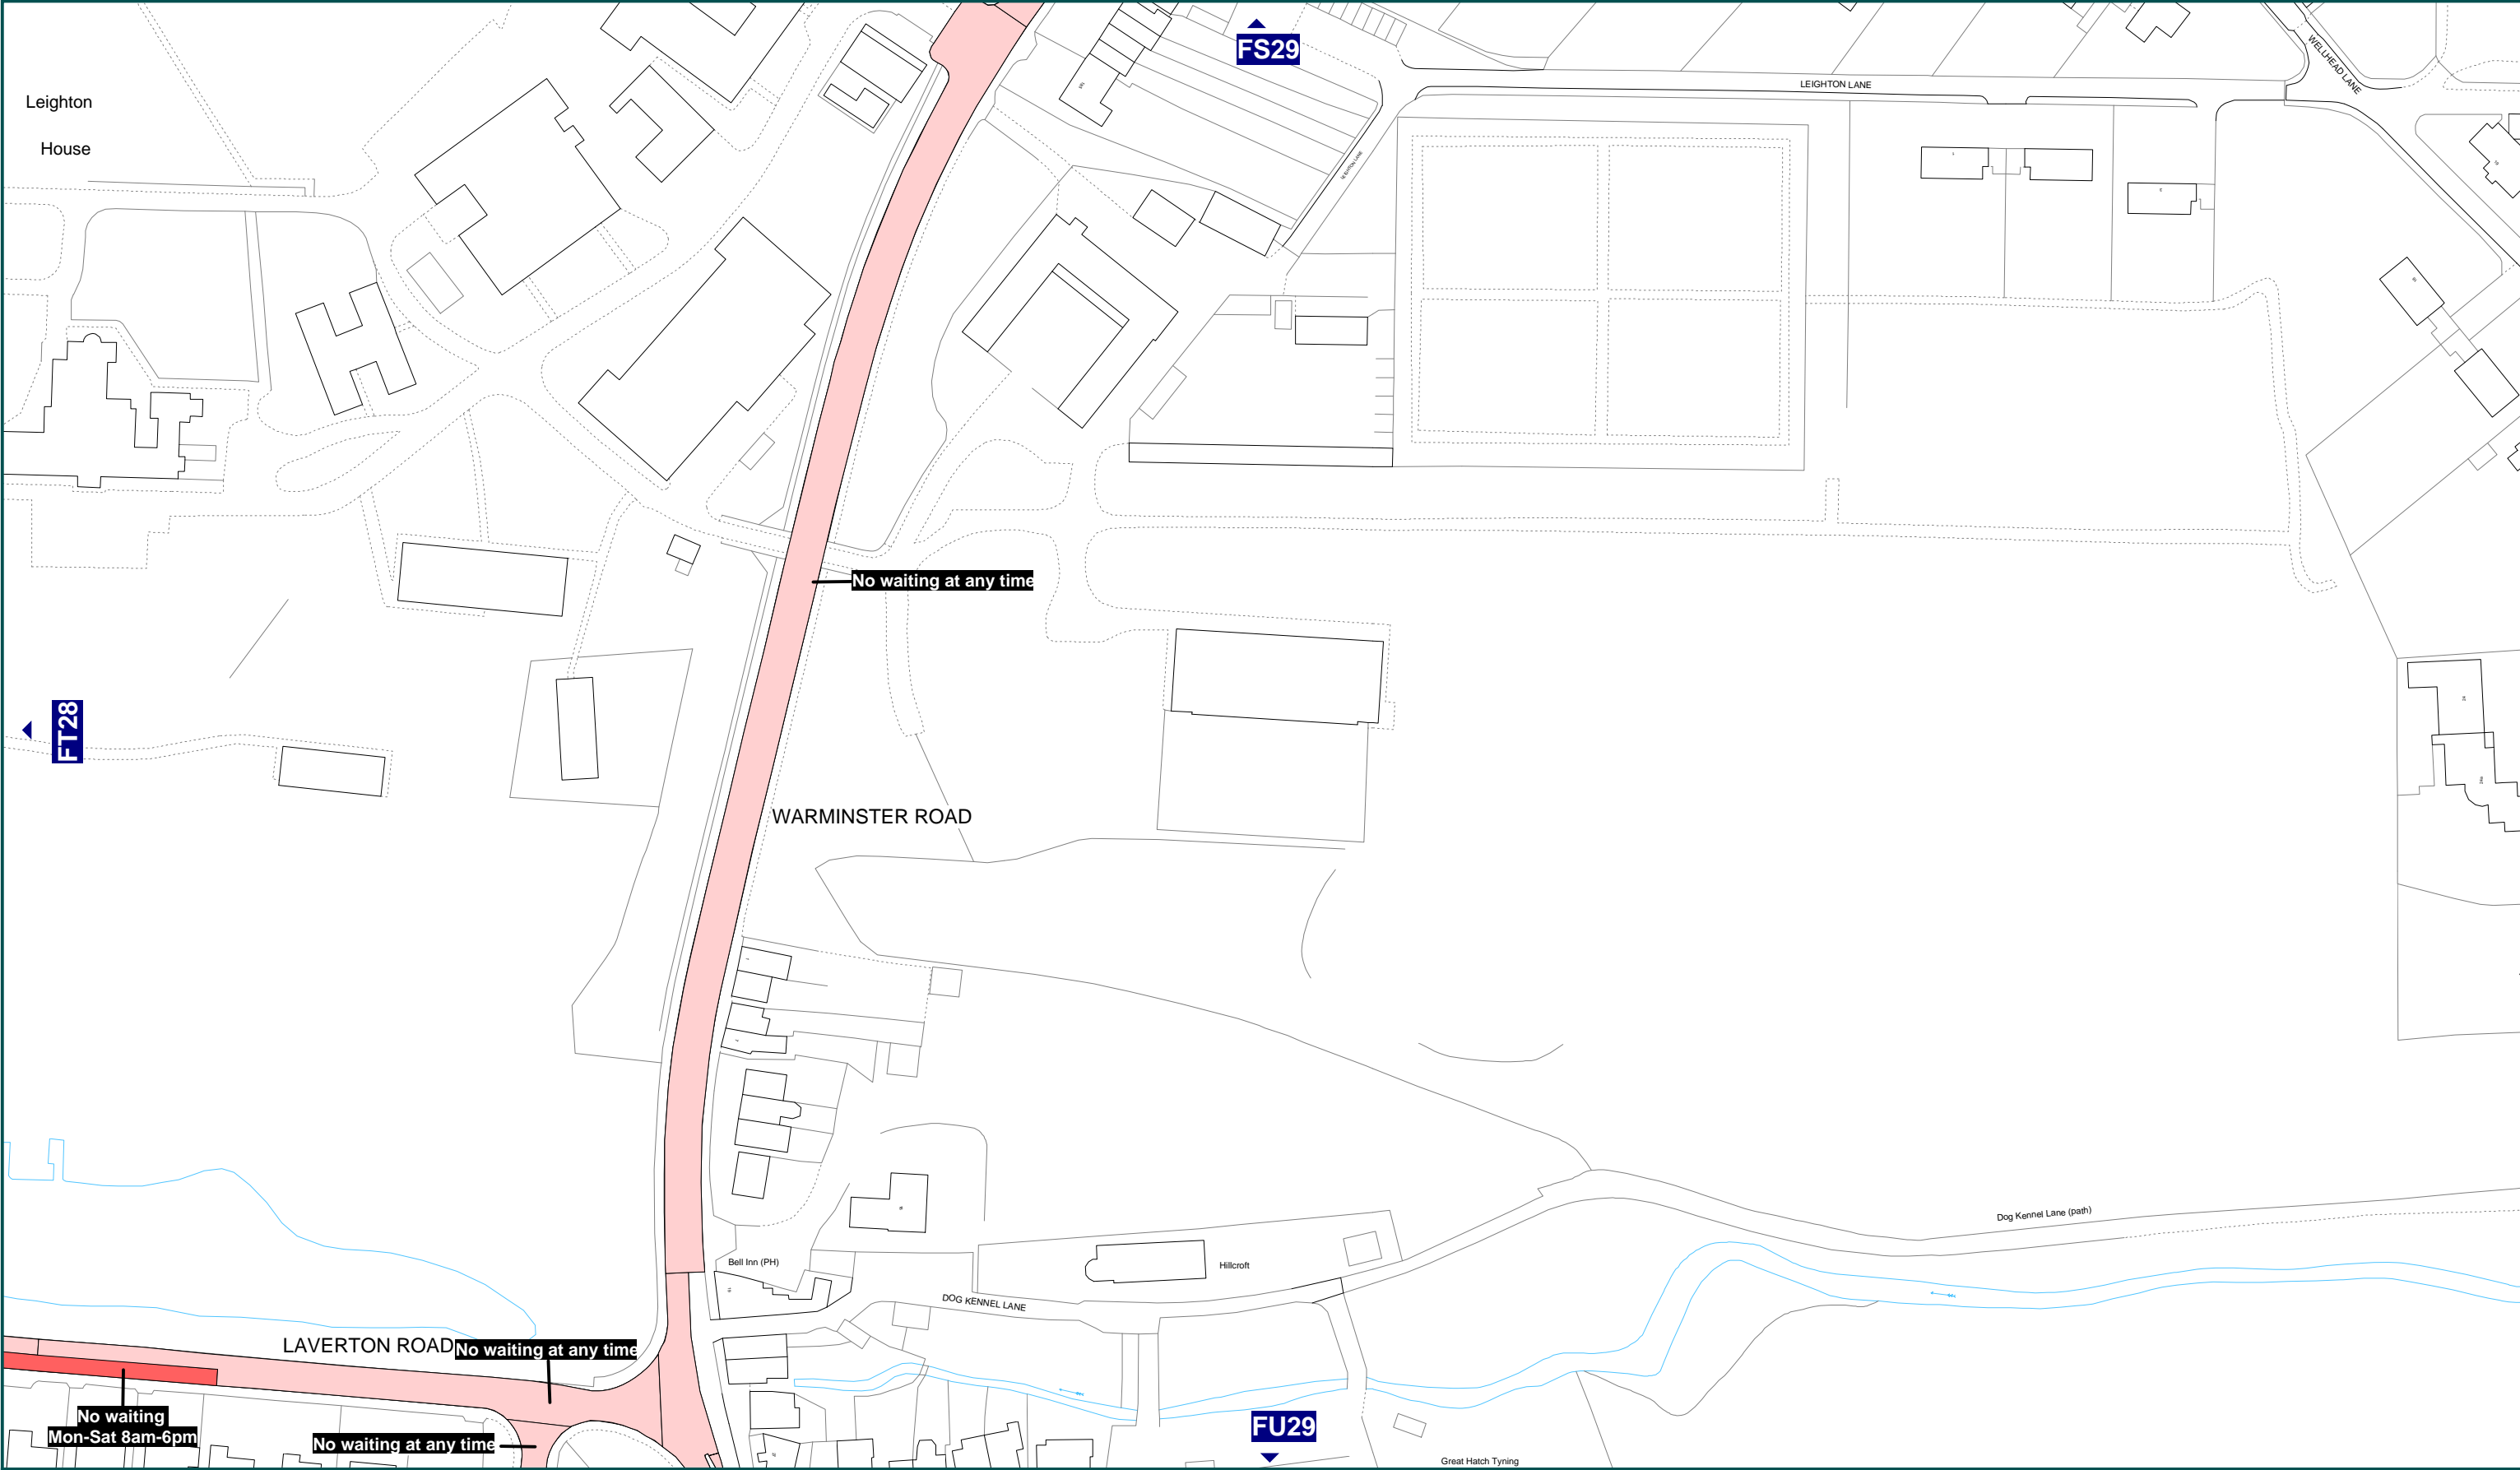 FS29
WELLHEAD LANE
LEIGHTON LANE
Leighton
House
LEIGHTON LANE
No waiting at any time
FT28
WARMINSTER ROAD
Dog Kennel Lane (path)
Bell Inn (PH)
Hillcroft
DOG KENNEL LANE
LAVERTON ROAD
No waiting at any time
No waiting
Mon-Sat 8am-6pm
No waiting at any time
FU29
Great Hatch Tyning